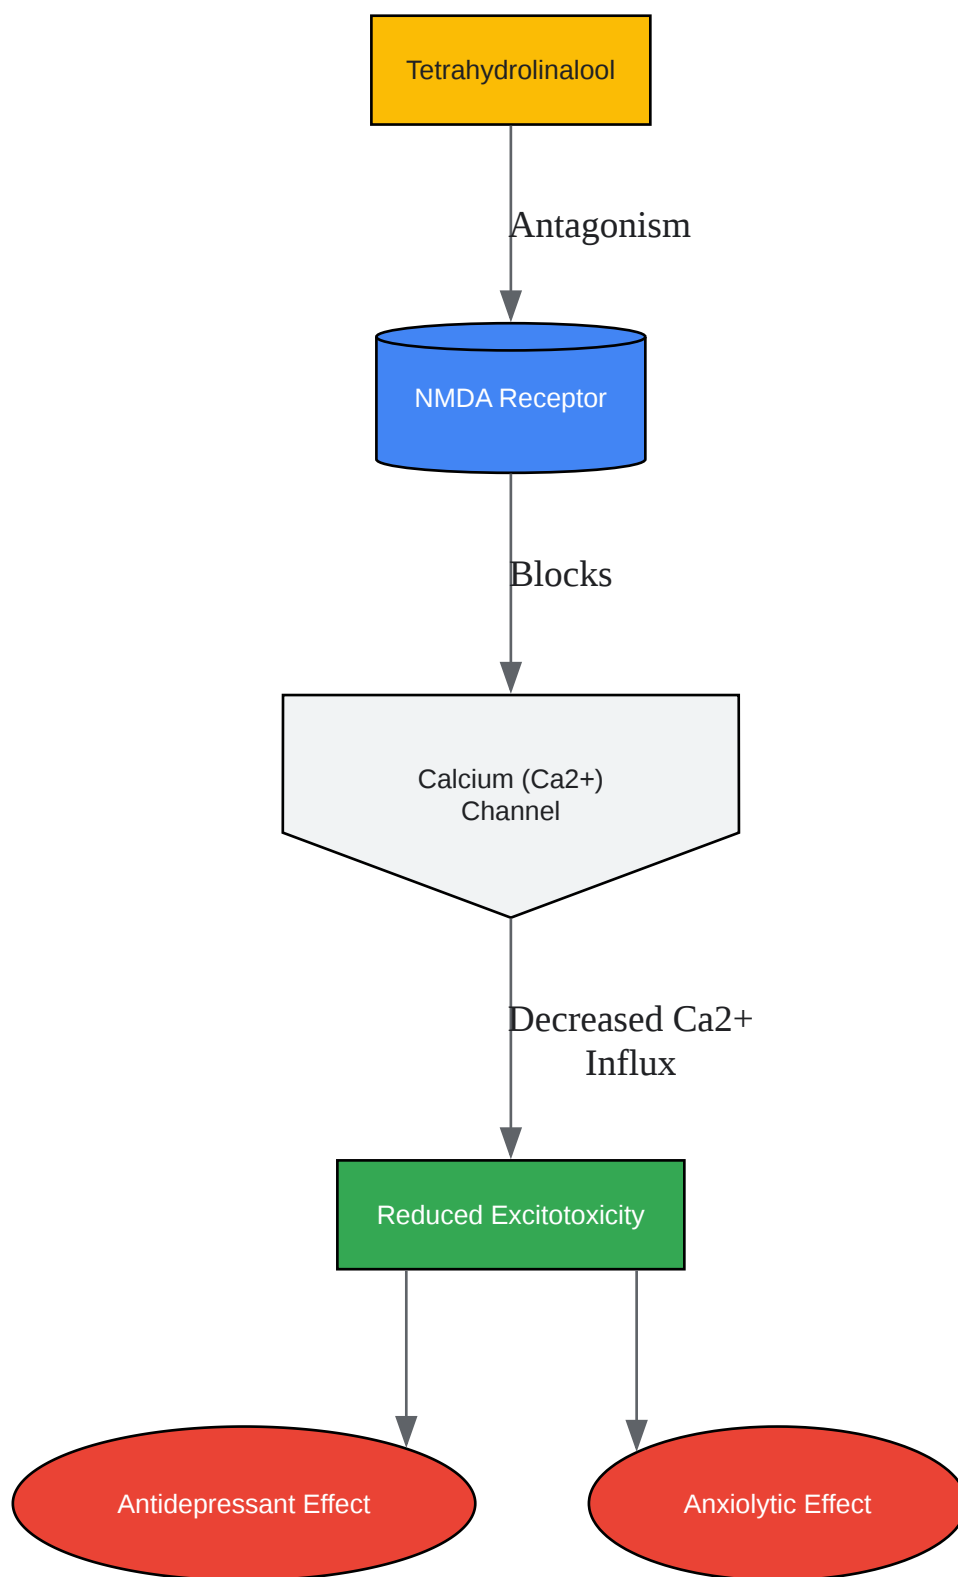 Tetrahydrolinalool
Antagonism
NMDA Receptor
Blocks
Calcium (Ca2+)
Channel
Decreased Ca2+
Influx
Reduced Excitotoxicity
Antidepressant Effect
Anxiolytic Effect